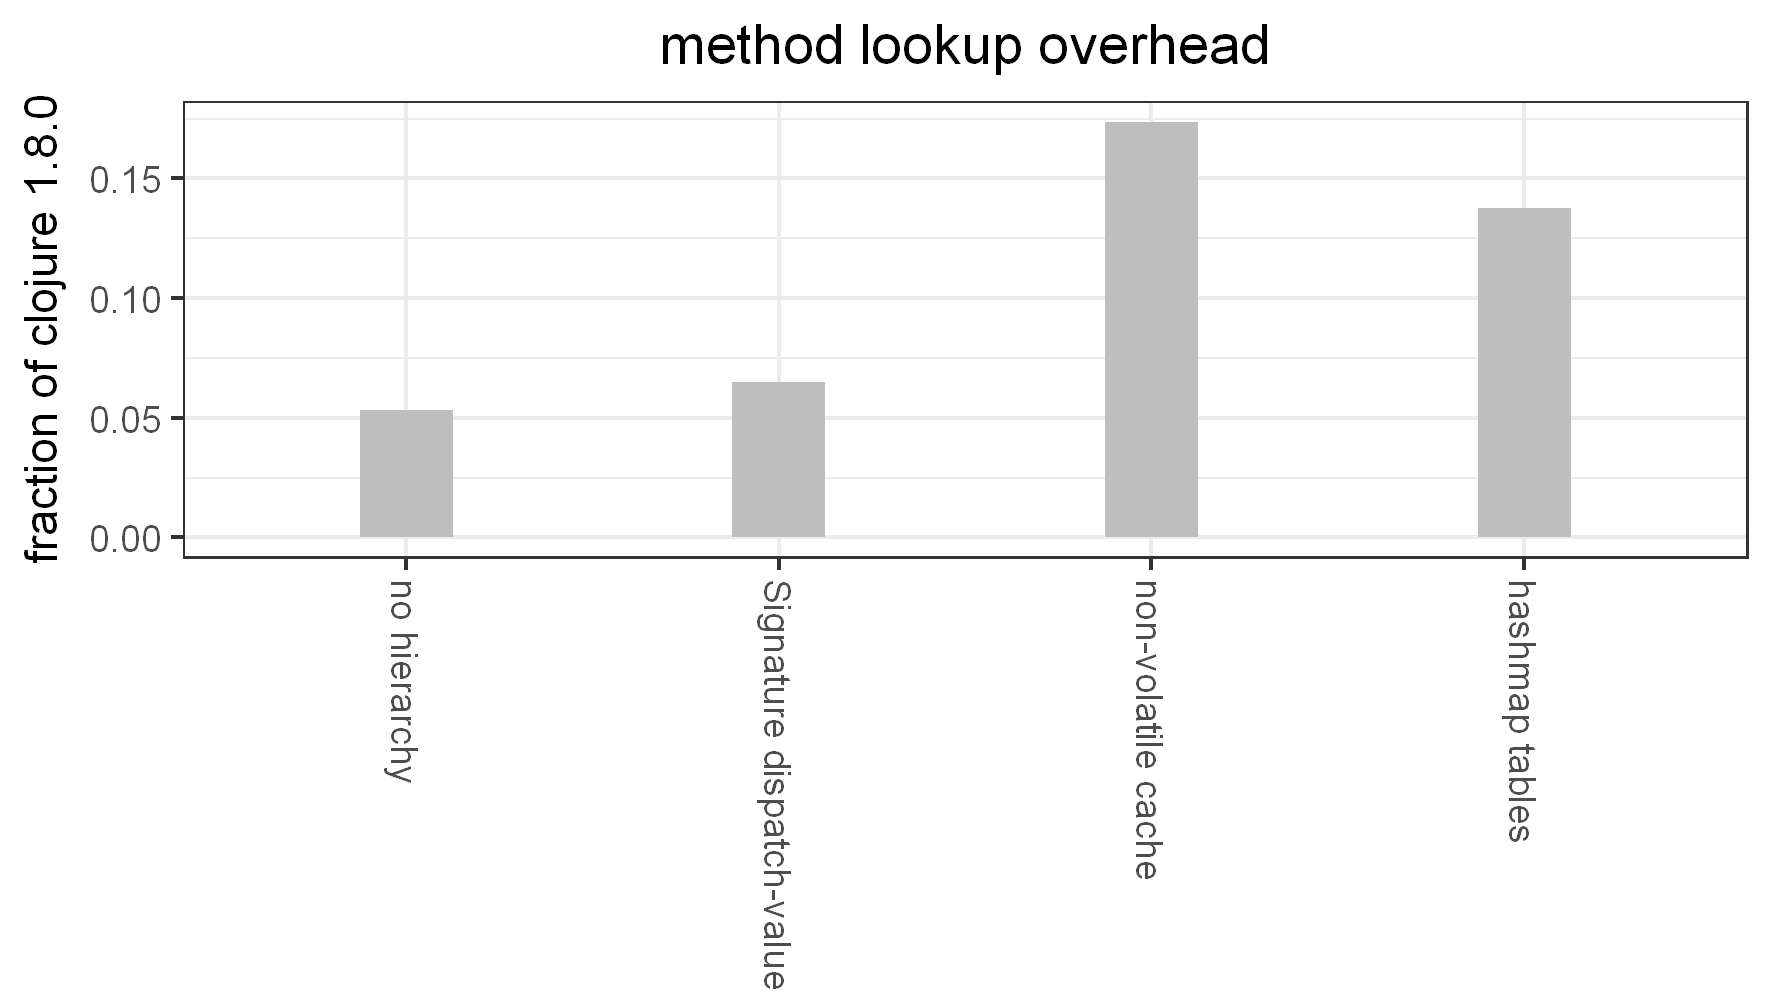 method lookup overhead
fraction of clojure 1.8.0
0.15
0.10
0.05
0.00
no hierarchy
Signature dispatch-value
non-volatile cache
hashmap tables